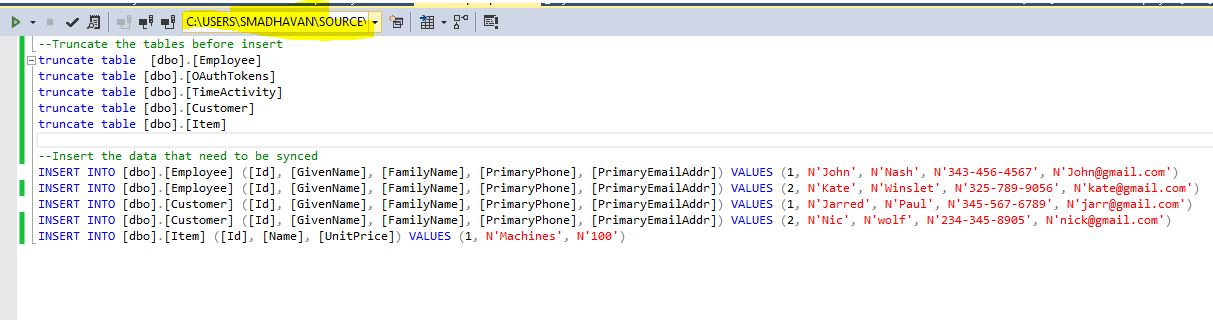 C:\USERS\SMADHAVAN\SOURCE\
--Truncate the tables before insert
truncate table  [dbo].[Employee]
truncate table [dbo].[OAuthTokens]
truncate table [dbo].[TimeActivity]
truncate table [dbo].[Customer]
truncate table [dbo].[Item]
--Insert the data that need to be synced
INSERT INTO [dbo].[Employee] ([Id], [GivenName], [FamilyName], [PrimaryPhone], [PrimaryEmailAddr]) VALUES (1, N'John', N'Nash', N'343-456-4567', N'John@gmail.com')
INSERT INTO [dbo].[Employee] ([Id], [GivenName], [FamilyName], [PrimaryPhone], [PrimaryEmailAddr]) VALUES (2, N'Kate', N'Winslet', N'325-789-9056', N'kate@gmail.com')
INSERT INTO [dbo].[Customer] ([Id], [GivenName], [FamilyName], [PrimaryPhone], [PrimaryEmailAddr]) VALUES (1, N'Jarred', N'Paul', N'345-567-6789', N'jarr@gmail.com')
INSERT INTO [dbo].[Customer] ([Id], [GivenName], [FamilyName], [PrimaryPhone], [PrimaryEmailAddr]) VALUES (2, N'Nic', N'wolf', N'234-345-8905', N'nick@gmail.com')
INSERT INTO [dbo].[Item] ([Id], [Name], [UnitPrice]) VALUES (1, N'Machines', N'100')